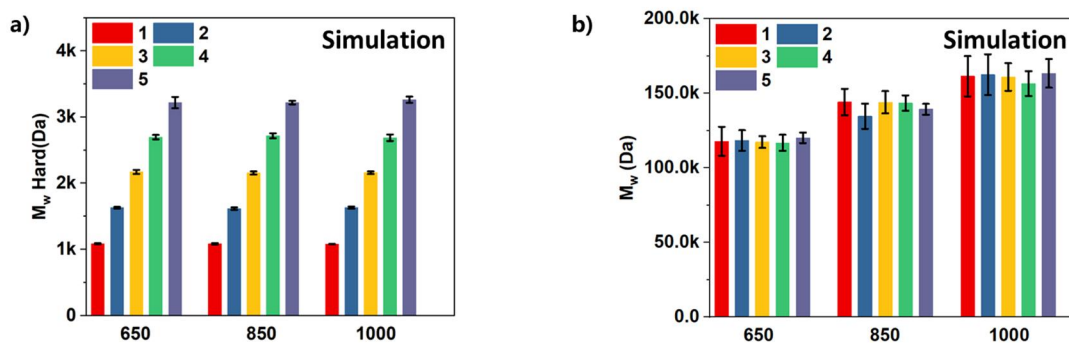 a)
Simulation
1 2
3 4
5
4k
3k
2k
1k
0
Mw Hard(Da)
650 850 1000
b)
Simulation
1 2
3 4
5
200.0k
150.0k
100.0k
50.0k
0.0
Mw (Da)
650 850 1000